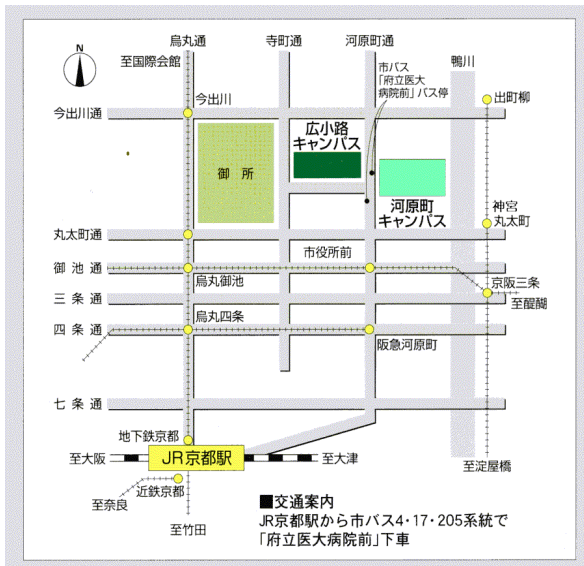 N
烏丸通
寺町通
河原町通
鴨川
至国際会館
市バス
「府立医大
病院前」バス停
今出川
出町柳
今出川通
広小路
キャンパス
御所
河原町
キャンパス
神宮
丸太町
丸太町通
市役所前
御池通
烏丸御池
京阪三条
三条通
至醍醐
烏丸四条
四条通
阪急河原町
七条通
地下鉄京都
至大阪
JR京都駅
至大津
至淀屋橋
近鉄京都
至奈良
至竹田
■交通案内
JR京都駅から市バス4・17・205系統で
「府立医大病院前」下車